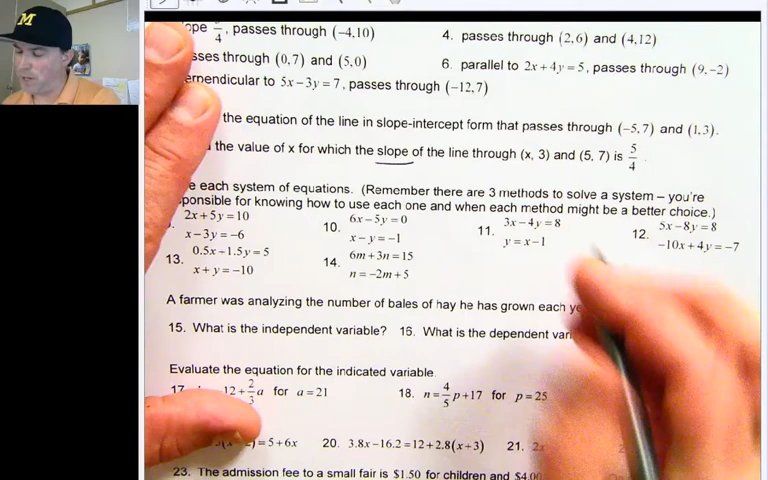 M
ope /4, passes through (−4,10)
4. passes through (2,6) and (4,12)
sses through (0,7) and (5,0)
6. parallel to 2x+4y=5, passes through (9,−2)
erpendicular to 5x−3y=7, passes through (−12,7)
the equation of the line in slope-intercept form that passes through (−5,7) and (1,3).
the value of x for which the slope of the line through (x, 3) and (5, 7) is 5/4.
e each system of equations. (Remember there are 3 methods to solve a system – you're
ponsible for knowing how to use each one and when each method might be a better choice.)
2x+5y=10
x−3y=−6
10. 6x−5y=0
x−y=−1
11. 3x−4y=8
y=x−1
12. 5x−8y=8
−10x+4y=−7
13. 0.5x+1.5y=5
x+y=−10
14. 6m+3n=15
n=−2m+5
A farmer was analyzing the number of bales of hay he has grown each ye
15. What is the independent variable? 16. What is the dependent vari
Evaluate the equation for the indicated variable.
17. 12+2/3a for a=21
18. n=4/5p+17 for p=25
=5+6x
20. 3.8x−16.2=12+2.8(x+3)
21. 2
23. The admission fee to a small fair is $1.50 for children and $4.00